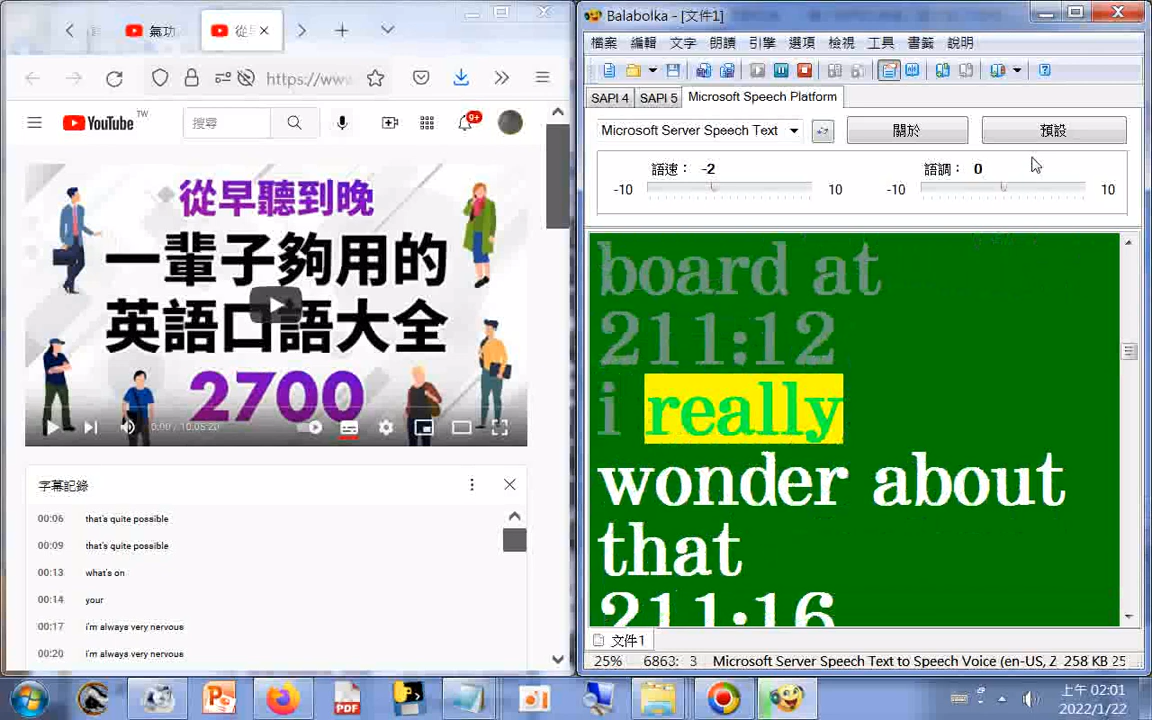 氣功
從
https://www
YouTube
TW
搜尋
9+
從早聽到晚
一輩子夠用的
英語口語大全
2700
0:00 / 10:05:20
字幕記錄
00:06 that's quite possible
00:09 that's quite possible
00:13 what's on
00:14 your
00:17 i'm always very nervous
00:20 i'm always very nervous
Balabolka - [文件1]
檔案 編輯 文字 朗讀 引擎 選項 檢視 工具 書籤 說明
SAPI 4 SAPI 5 Microsoft Speech Platform
Microsoft Server Speech Text 關於 預設
語速： -2 語調： 0
-10 10 -10 10
board at
211:12
i really
wonder about
that
211:16
文件1
25% 6863: 3 Microsoft Server Speech Text to Speech Voice (en-US, 2 258 KB 25
PDF
上午 02:01
2022/1/22